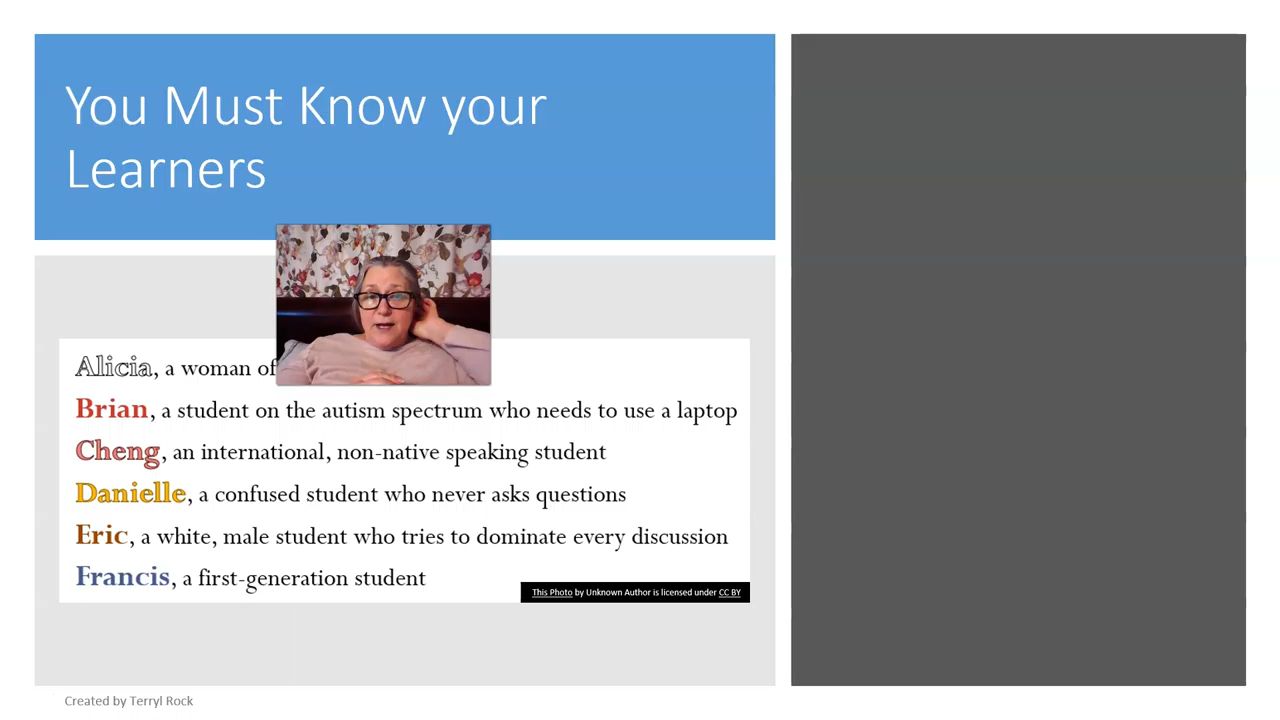 You Must Know your
Learners
Alicia, a woman of
Brian, a student on the autism spectrum who needs to use a laptop
Cheng, an international, non-native speaking student
Danielle, a confused student who never asks questions
Eric, a white, male student who tries to dominate every discussion
Francis, a first-generation student
This Photo by Unknown Author is licensed under CC BY
Created by Terryl Rock